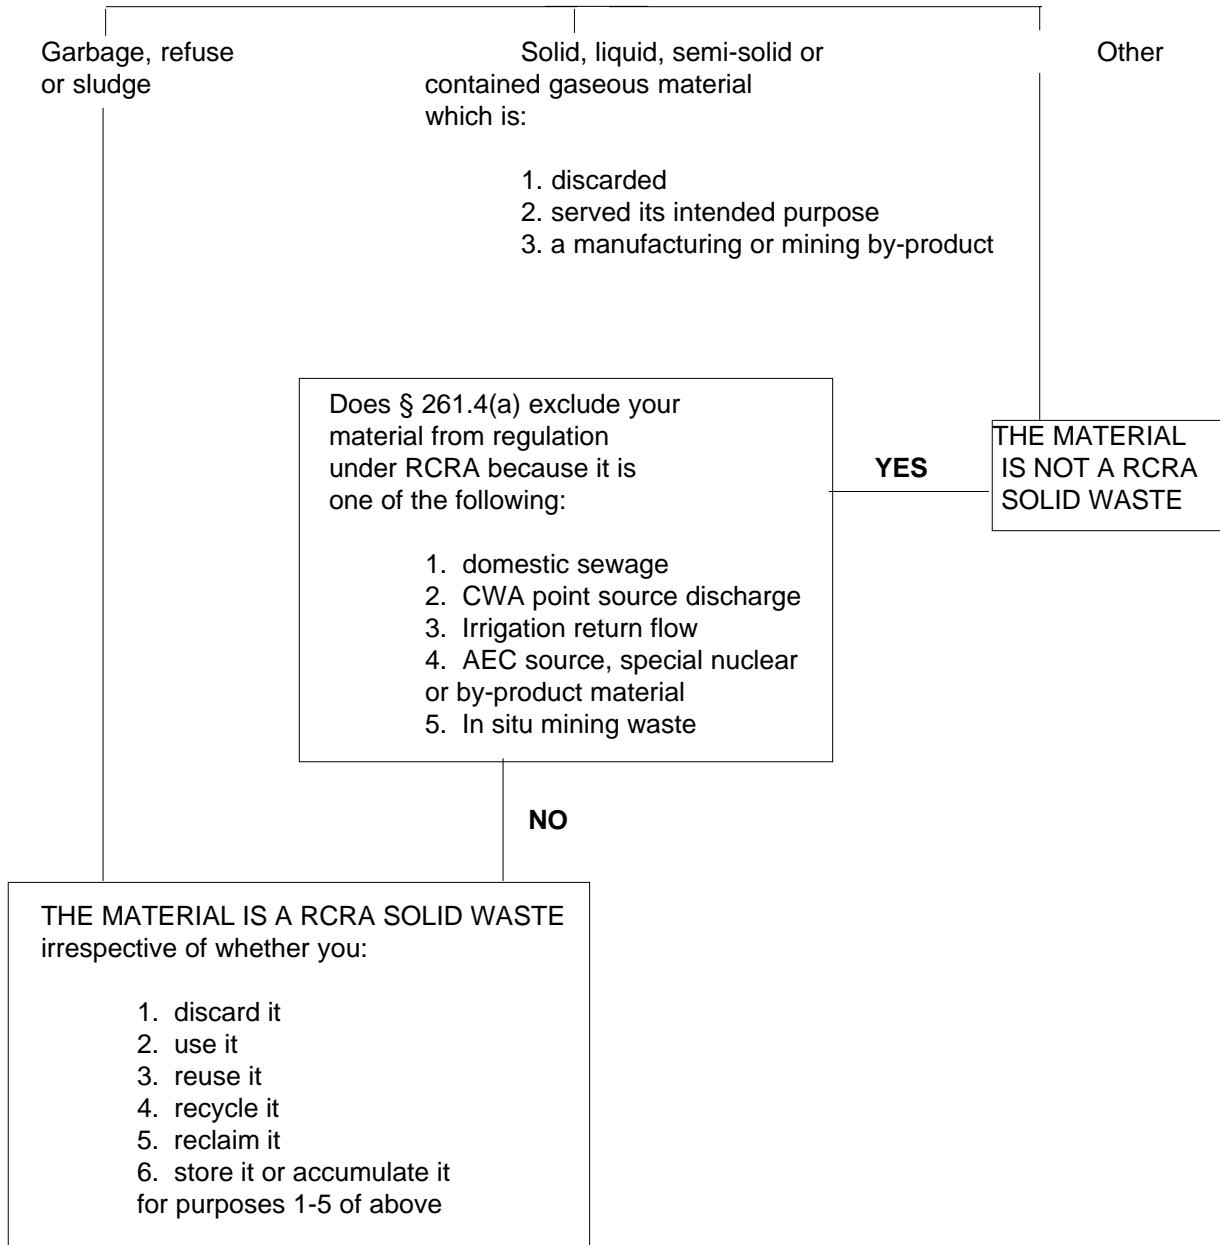 Garbage, refuse
or sludge
Solid, liquid, semi-solid or
contained gaseous material
which is:
1. discarded
2. served its intended purpose
3. a manufacturing or mining by-product
Other
Does § 261.4(a) exclude your
material from regulation
under RCRA because it is
one of the following:
1. domestic sewage
2. CWA point source discharge
3. Irrigation return flow
4. AEC source, special nuclear
or by-product material
5. In situ mining waste
YES
THE MATERIAL
IS NOT A RCRA
SOLID WASTE
NO
THE MATERIAL IS A RCRA SOLID WASTE
irrespective of whether you:
1. discard it
2. use it
3. reuse it
4. recycle it
5. reclaim it
6. store it or accumulate it
for purposes 1-5 of above